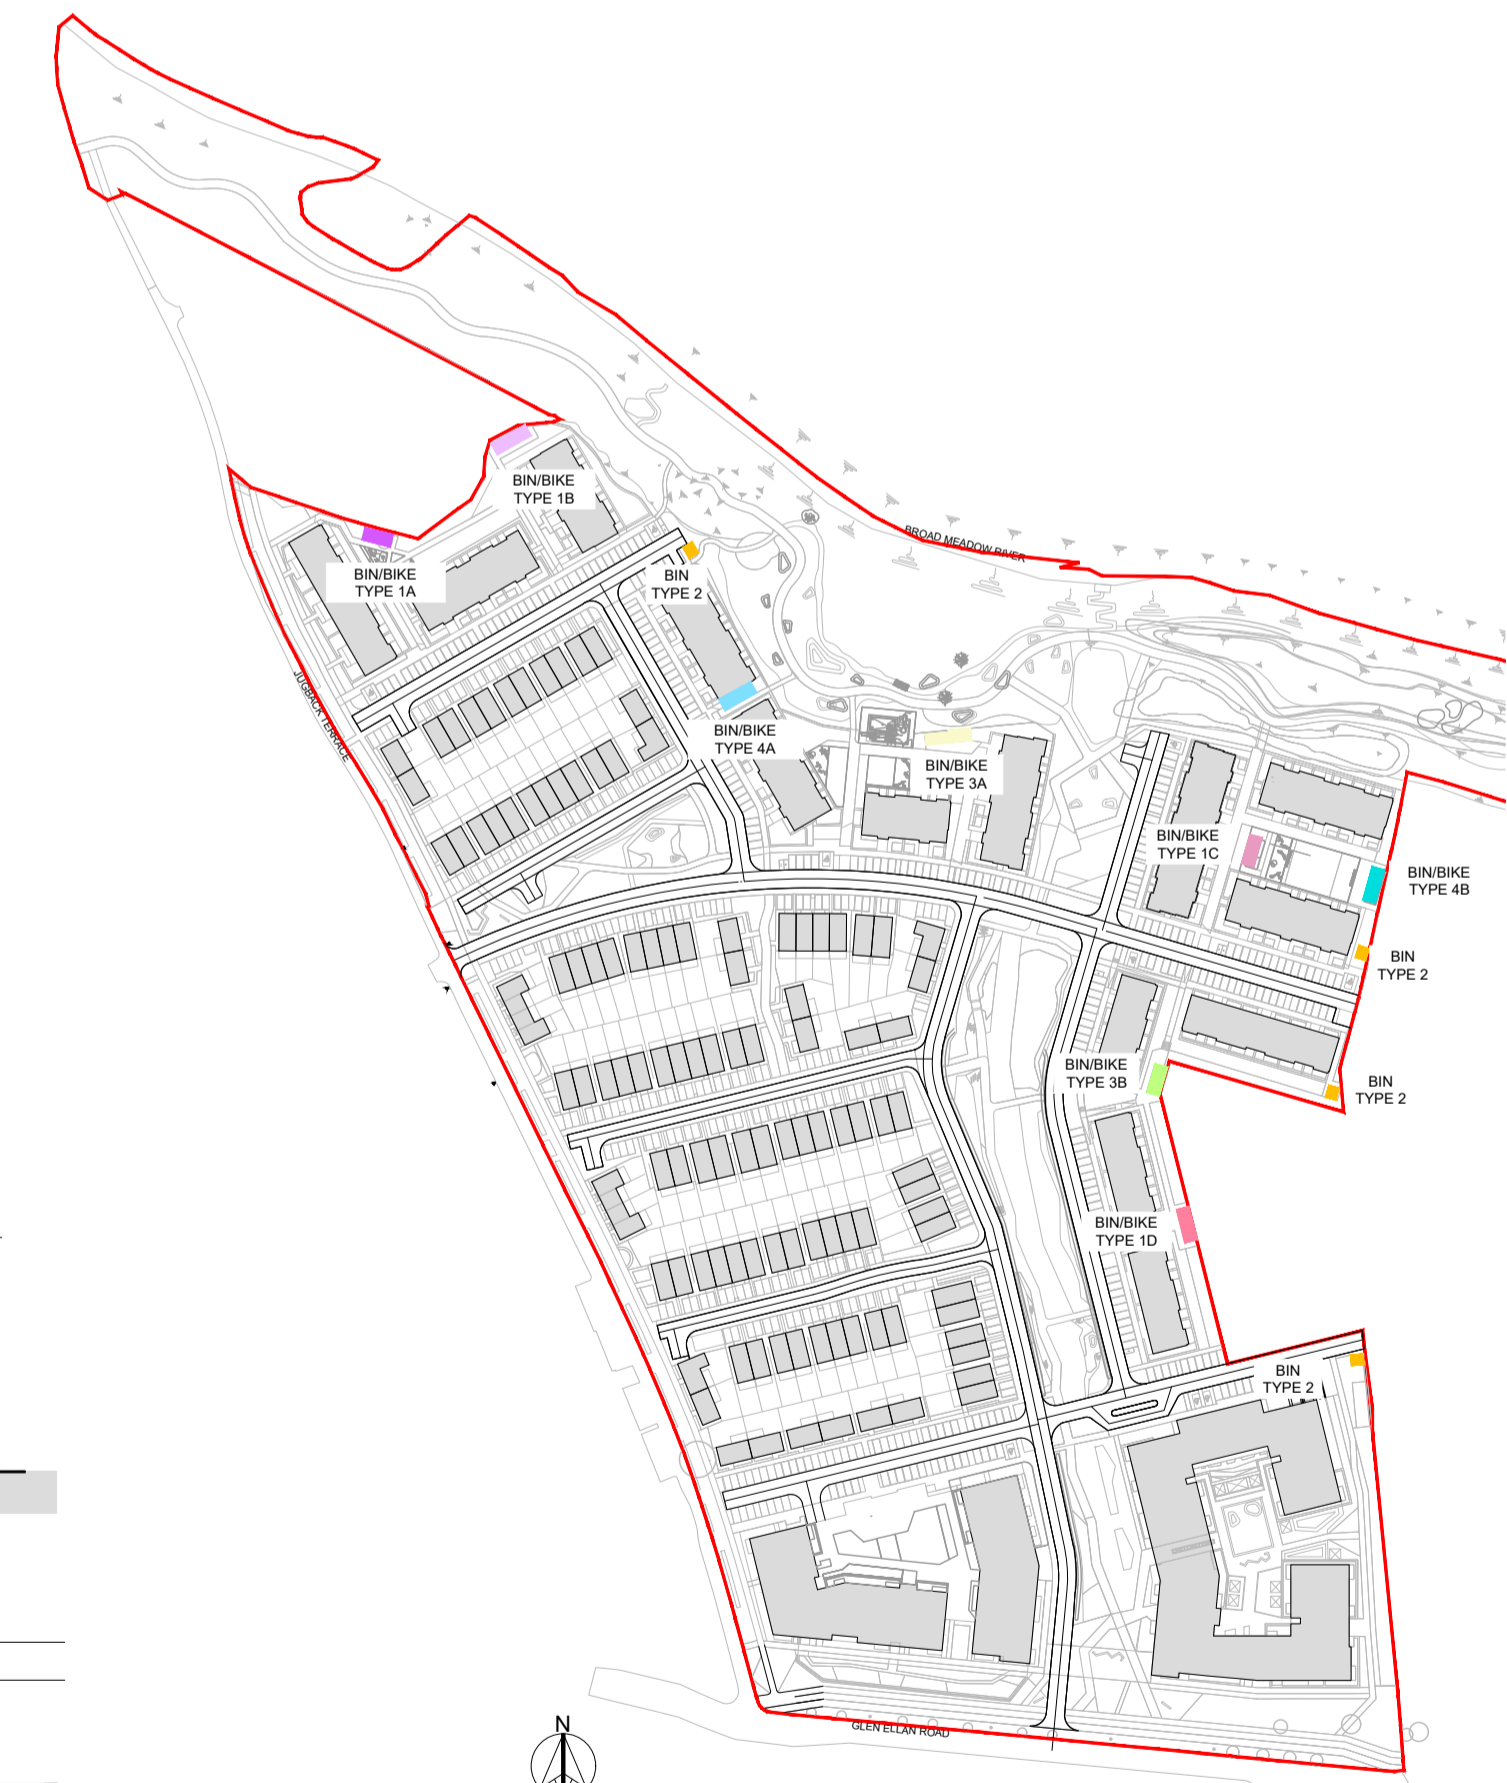 BIN/BIKE
TYPE 1B
BROAD MEADOW RIVER
BIN/BIKE
TYPE 1A
BIN
TYPE 2
JUGBACK TERRACE
BIN/BIKE
TYPE 4A
BIN/BIKE
TYPE 3A
BIN/BIKE
TYPE 1C
BIN/BIKE
TYPE 4B
BIN
TYPE 2
BIN/BIKE
TYPE 3B
BIN
TYPE 2
BIN/BIKE
TYPE 1D
BIN
TYPE 2
GLEN ELLAN ROAD
N